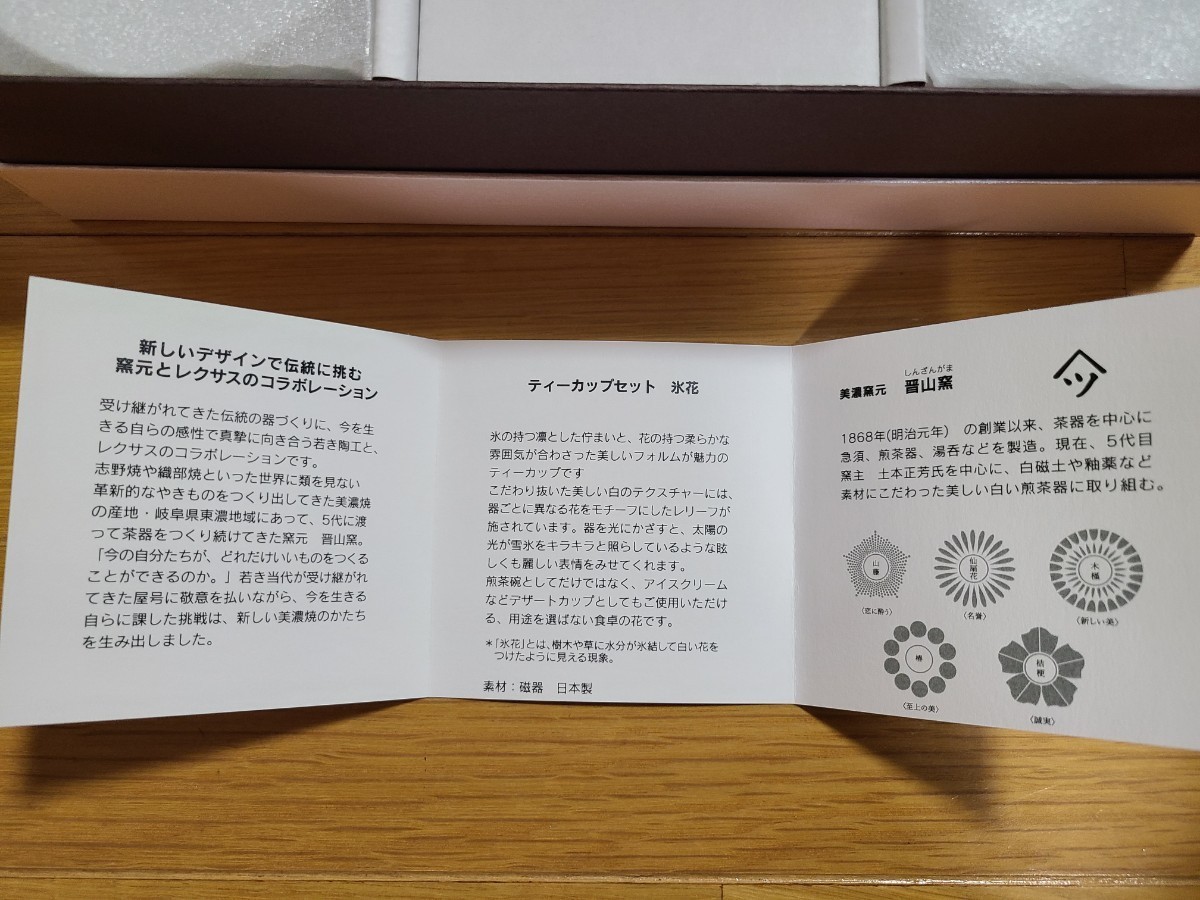 新しいデザインで伝統に挑む
窯元とレクサスのコラボレーション
受け継がれてきた伝統の器づくりに、今を生
きる自らの感性で真摯に向き合う若き陶工と、
レクサスのコラボレーションです。
志野焼や織部焼といった世界に類を見ない
革新的なやきものをつくり出してきた美濃焼
の産地・岐阜県東濃地域にあって、5代に渡
って茶器をつくり続けてきた窯元　晋山窯。
「今の自分たちが、どれだけいいものをつくる
ことができるのか。」若き当代が受け継がれ
てきた屋号に敬意を払いながら、今を生きる
自らに課した挑戦は、新しい美濃焼のかたち
を生み出しました。
ティーカップセット　氷花
氷の持つ凛とした佇まいと、花の持つ柔らかな
雰囲気が合わさった美しいフォルムが魅力の
ティーカップです
こだわり抜いた美しい白のテクスチャーには、
器ごとに異なる花をモチーフにしたレリーフが
施されています。器を光にかざすと、太陽の
光が雪氷をキラキラと照らしているような眩
しくも麗しい表情をみせてくれます。
煎茶碗としてだけではなく、アイスクリーム
などデザートカップとしてもご使用いただけ
る、用途を選ばない食卓の花です。
＊「氷花」とは、樹木や草に水分が氷結して白い花を
つけたように見える現象。
素材：磁器　日本製
しんざんがま
美濃窯元　晋山窯
1868年(明治元年)　の創業以来、茶器を中心に
急須、煎茶器、湯呑などを製造。現在、5代目
窯主　土本正芳氏を中心に、白磁土や釉薬など
素材にこだわった美しい白い煎茶器に取り組む。
山藤
〈恋に酔う〉
仙翁花
〈名誉〉
木槿
〈新しい美〉
椿
〈至上の美〉
桔梗
〈誠実〉